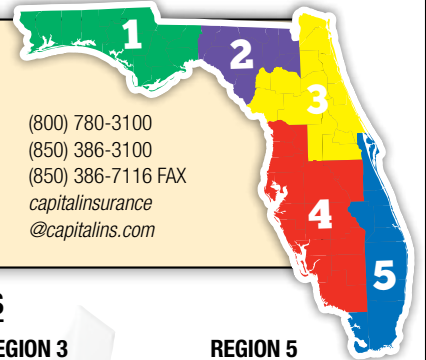 1
2
3
(800) 780-3100
(850) 386-3100
(850) 386-7116 FAX
capitalinsurance
@capitalins.com
4
5
S
EGION 3
REGION 5